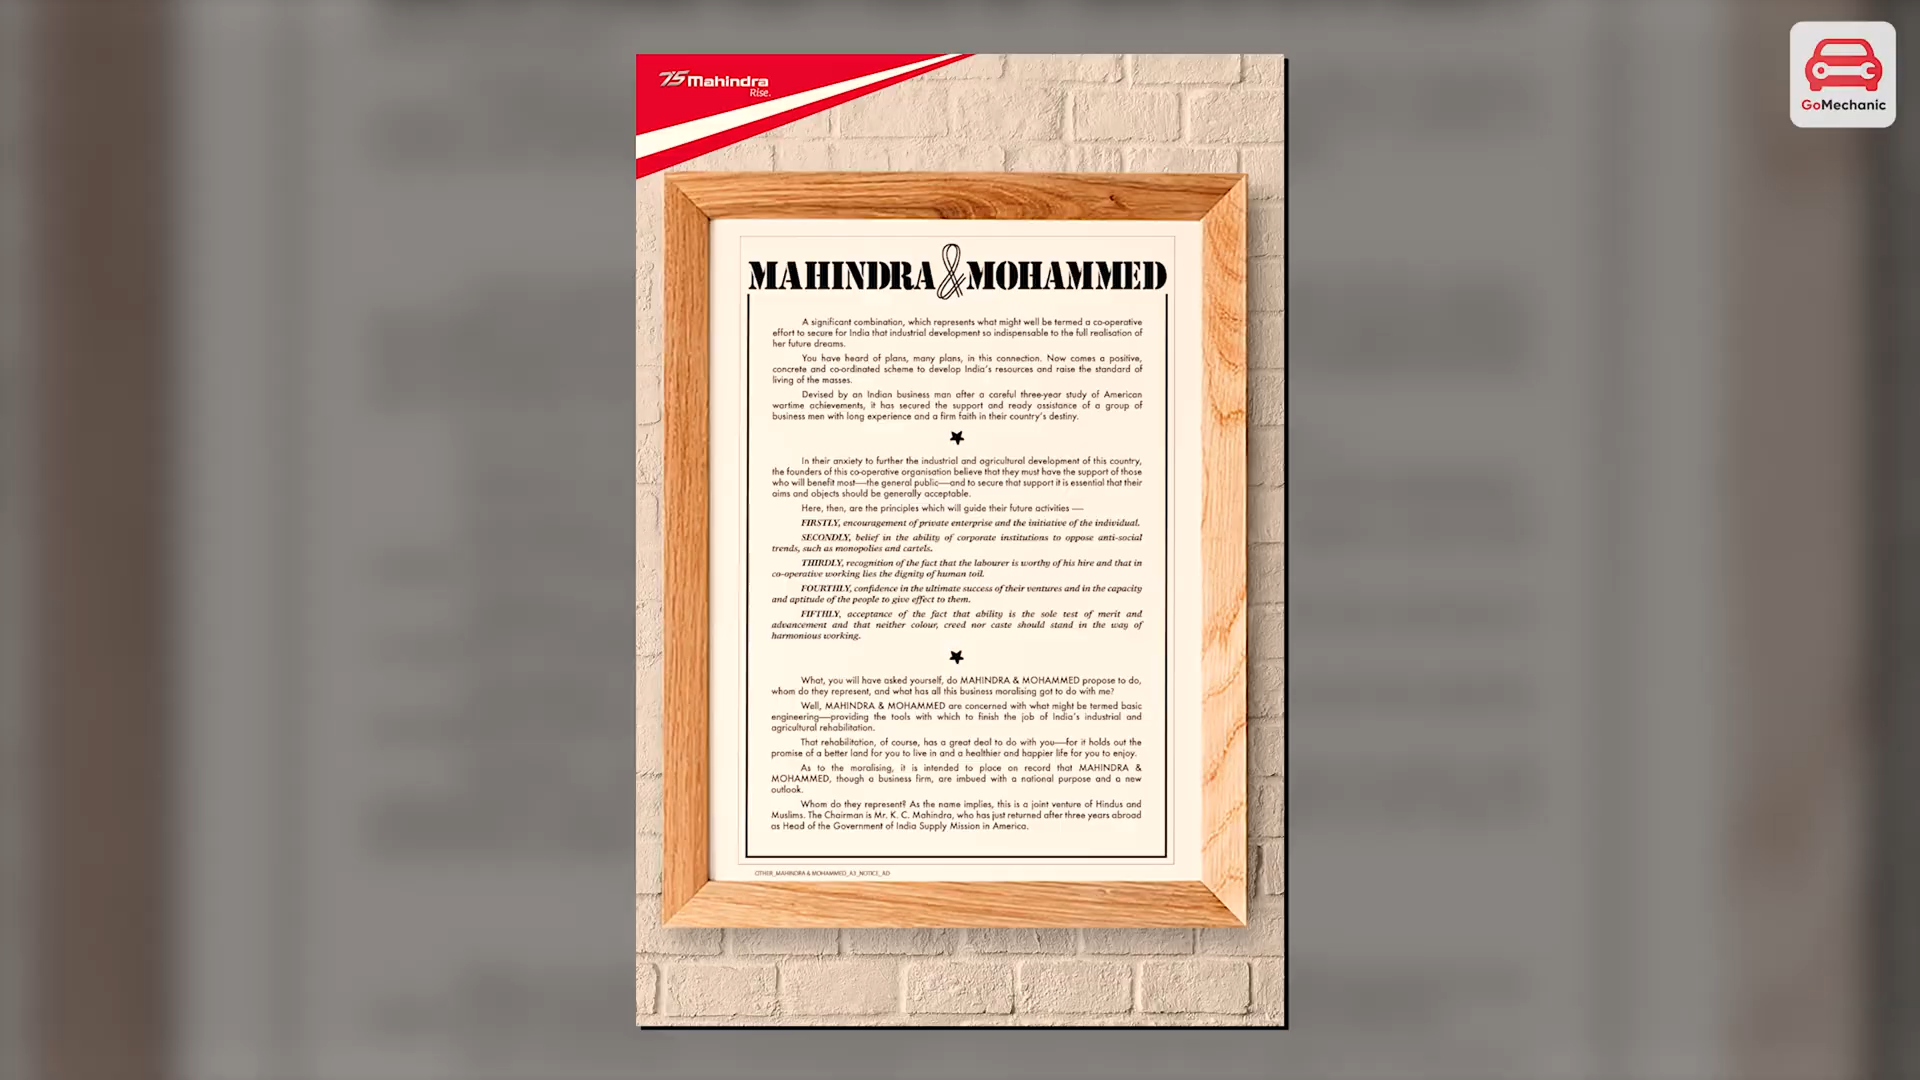 75 Mahindra
Rise.
GoMechanic
MAHINDRA & MOHAMMED
A significant combination, which represents what might well be termed a co-operative
effort to secure for India that industrial development so indispensable to the full realisation of
her future dreams.
You have heard of plans, many plans, in this connection. Now comes a positive,
concrete and co-ordinated scheme to develop India's resources and raise the standard of
living of the masses.
Devised by an Indian business man after a careful three-year study of American
wartime achievements, it has secured the support and ready assistance of a group of
business men with long experience and a firm faith in their country's destiny.
In their anxiety to further the industrial and agricultural development of this country,
the founders of this co-operative organisation believe that they must have the support of those
who will benefit most—the general public—and to secure that support it is essential that their
aims and objects should be generally acceptable.
Here, then, are the principles which will guide their future activities —
FIRSTLY, encouragement of private enterprise and the initiative of the individual.
SECONDLY, belief in the ability of corporate institutions to oppose anti-social
trends, such as monopolies and cartels.
THIRDLY, recognition of the fact that the labourer is worthy of his hire and that in
co-operative working lies the dignity of human toil.
FOURTHLY, confidence in the ultimate success of their ventures and in the capacity
and aptitude of the people to give effect to them.
FIFTHLY, acceptance of the fact that ability is the sole test of merit and
advancement and that neither colour, creed nor caste should stand in the way of
harmonious working.
What, you will have asked yourself, do MAHINDRA & MOHAMMED propose to do,
whom do they represent, and what has all this business moralising got to do with me?
Well, MAHINDRA & MOHAMMED are concerned with what might be termed basic
engineering—providing the tools with which to finish the job of India's industrial and
agricultural rehabilitation.
That rehabilitation, of course, has a great deal to do with you—for it holds out the
promise of a better land for you to live in and a healthier and happier life for you to enjoy.
As to the moralising, it is intended to place on record that MAHINDRA &
MOHAMMED, though a business firm, are imbued with a national purpose and a new
outlook.
Whom do they represent? As the name implies, this is a joint venture of Hindus and
Muslims. The Chairman is Mr. K. C. Mahindra, who has just returned after three years abroad
as Head of the Government of India Supply Mission in America.
OTHER_MAHINDRA & MOHAMMED_A3_NOTICE_AD